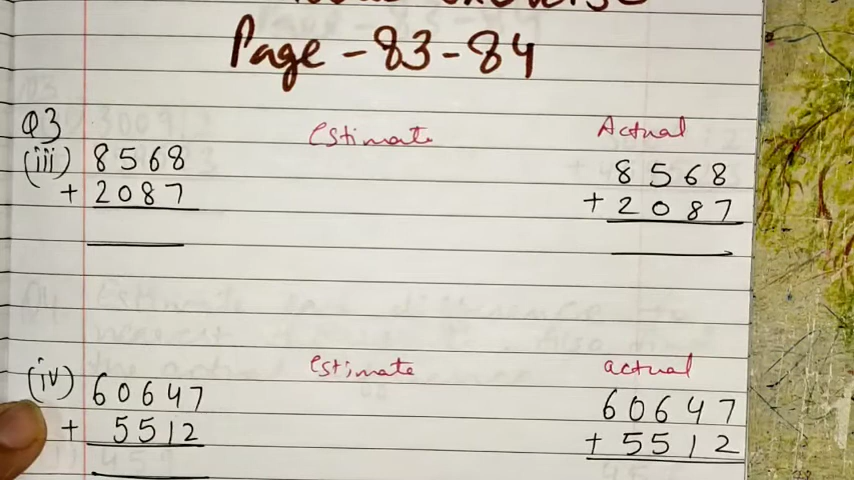 Page - 83-84
Q3
estimate
Actual
(iii) 8568
+ 2087
8568
+ 2087
(iv) 60647
+ 5512
estimate
actual
60647
+ 5512